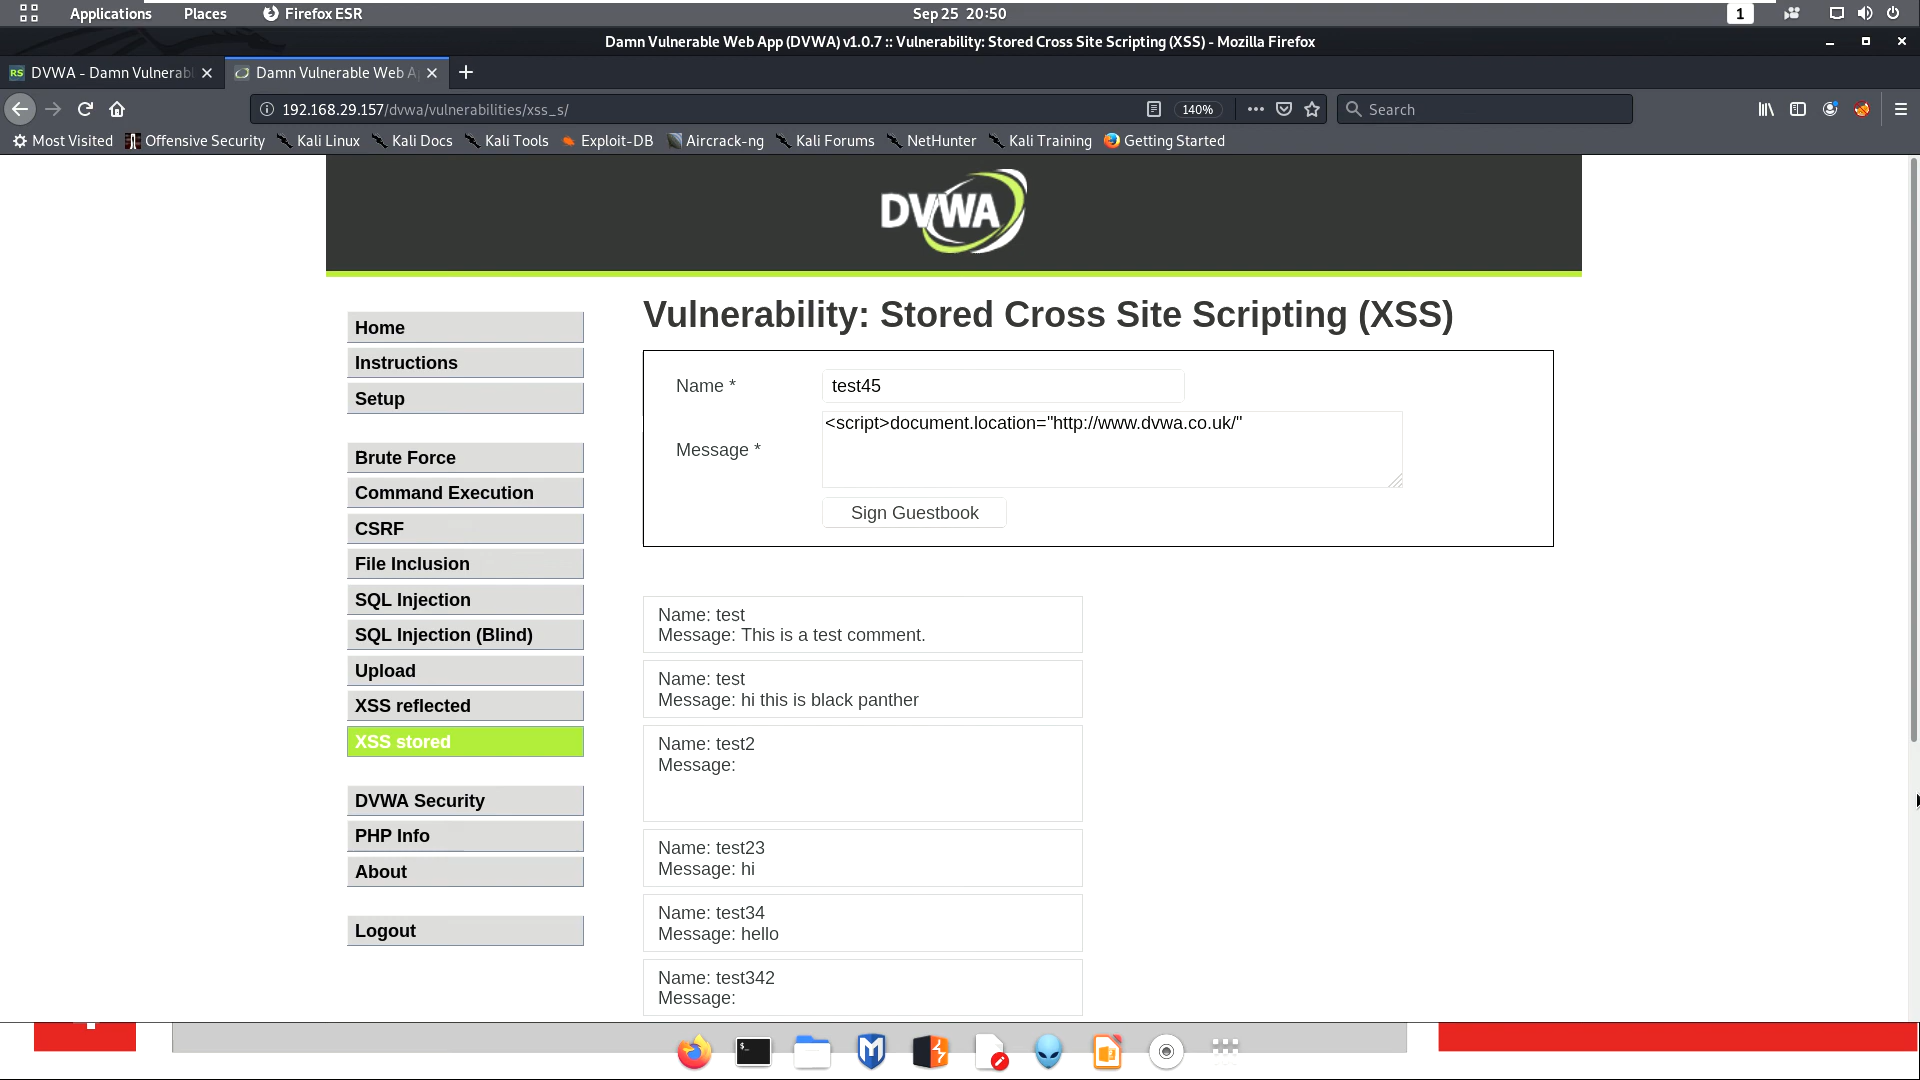 Applications Places Firefox ESR Sep 25 20:50 1
Damn Vulnerable Web App (DVWA) v1.0.7 :: Vulnerability: Stored Cross Site Scripting (XSS) - Mozilla Firefox
RS DVWA - Damn Vulnerabl Damn Vulnerable Web A
192.168.29.157/dvwa/vulnerabilities/xss_s/ 140% Search
Most Visited Offensive Security Kali Linux Kali Docs Kali Tools Exploit-DB Aircrack-ng Kali Forums NetHunter Kali Training Getting Started
DVWA
Home
Instructions
Setup
Brute Force
Command Execution
CSRF
File Inclusion
SQL Injection
SQL Injection (Blind)
Upload
XSS reflected
XSS stored
DVWA Security
PHP Info
About
Logout
Vulnerability: Stored Cross Site Scripting (XSS)
Name * test45
Message * <script>document.location="http://www.dvwa.co.uk/"
Sign Guestbook
Name: test
Message: This is a test comment.
Name: test
Message: hi this is black panther
Name: test2
Message:
Name: test23
Message: hi
Name: test34
Message: hello
Name: test342
Message: